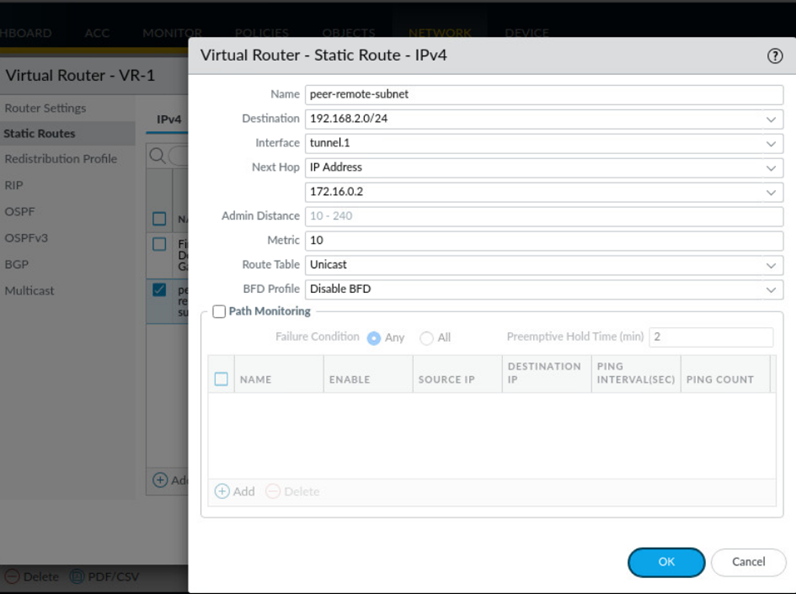 HBOARD ACC MONITOR POLICIES OBJECTS NETWORK DEVICE
Virtual Router - VR-1
Router Settings
Static Routes
Redistribution Profile
RIP
OSPF
OSPFv3
BGP
Multicast
IPv4
NA
Fi
De
Ga
pe
re
su
Add
Delete PDF/CSV
Virtual Router - Static Route - IPv4
Name peer-remote-subnet
Destination 192.168.2.0/24
Interface tunnel.1
Next Hop IP Address
172.16.0.2
Admin Distance 10 - 240
Metric 10
Route Table Unicast
BFD Profile Disable BFD
Path Monitoring
Failure Condition Any All Preemptive Hold Time (min) 2
NAME ENABLE SOURCE IP DESTINATION IP PING INTERVAL(SEC) PING COUNT
Add Delete
OK Cancel